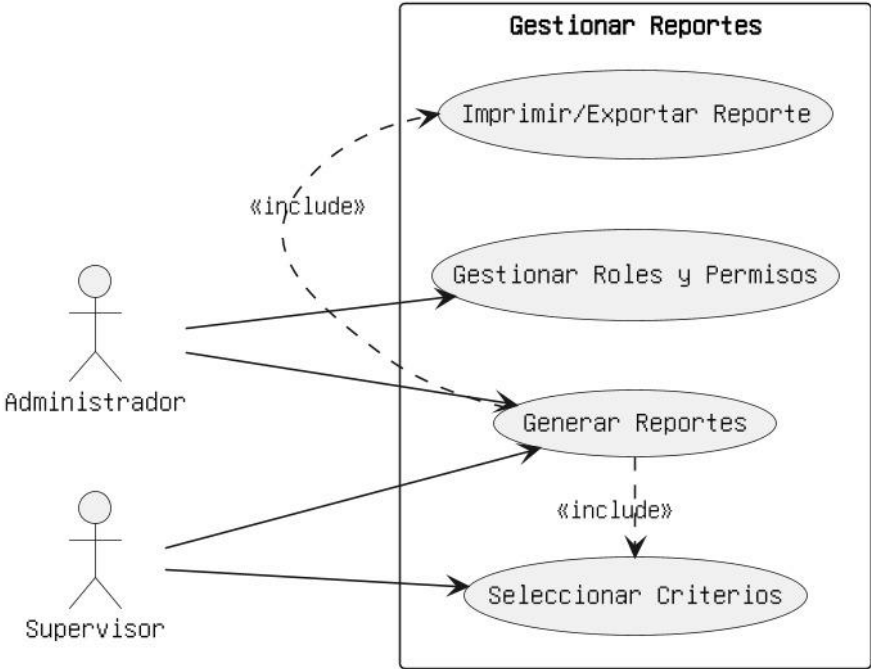 Gestionar Reportes
Imprimir/Exportar Reporte
«include»
Gestionar Roles y Permisos
Administrador
Generar Reportes
«include»
Seleccionar Criterios
Supervisor